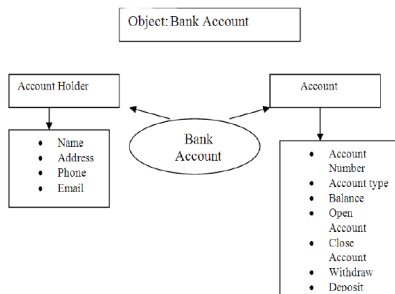 Object: Bank Account
Account Holder
Account
Bank
Account
• Name
• Address
• Phone
• Email
• Account
Number
• Account type
• Balance
• Open
Account
• Close
Account
• Withdraw
• Deposit